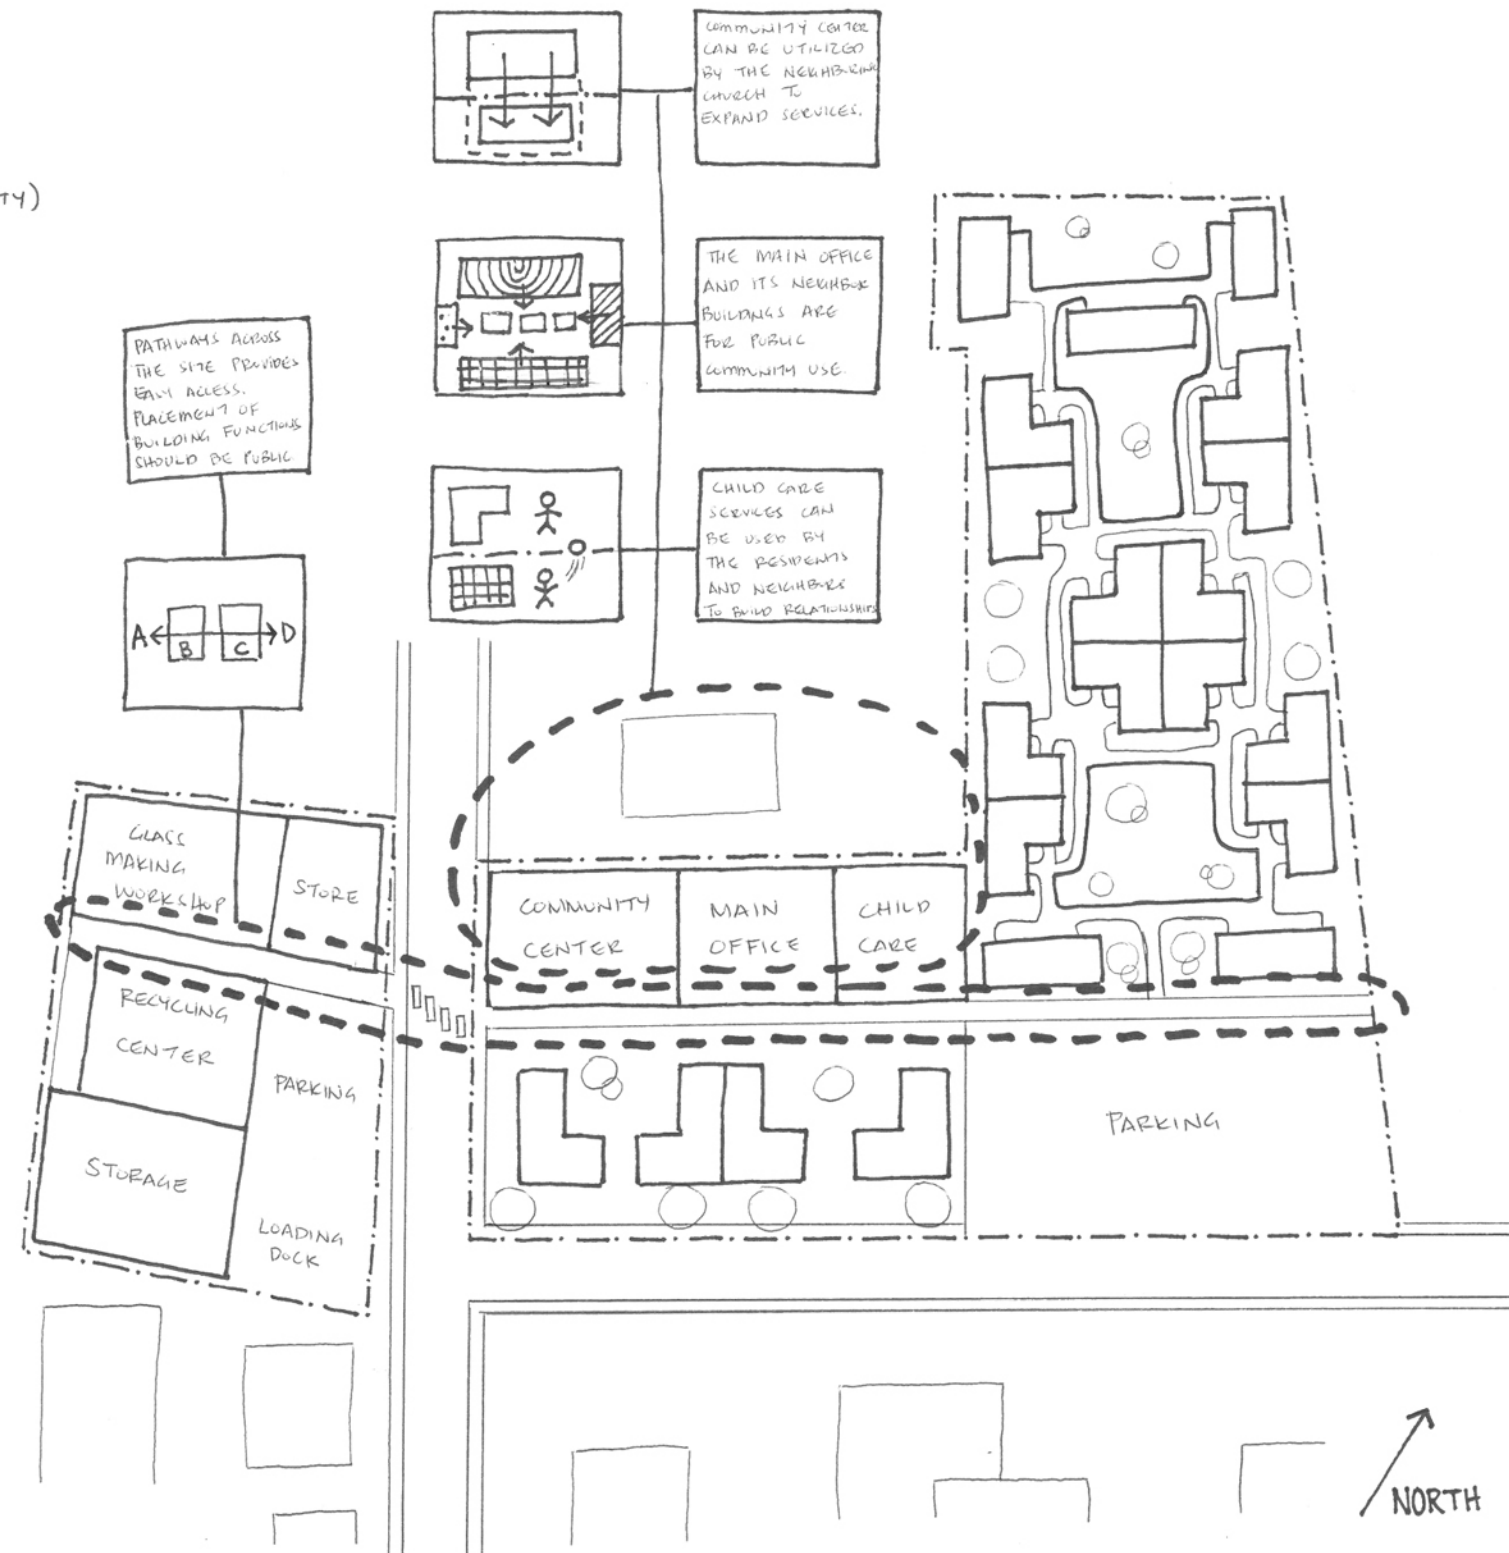 COMMUNITY CENTER
CAN BE UTILIZED
BY THE NEIGHBORING
CHURCH TO
EXPAND SERVICES.
TY)
THE MAIN OFFICE
AND ITS NEIGHBOR
BUILDINGS ARE
FOR PUBLIC
COMMUNITY USE.
PATHWAYS ACROSS
THE SITE PROVIDES
EASY ACCESS.
PLACEMENT OF
BUILDING FUNCTIONS
SHOULD BE PUBLIC
CHILD CARE
SERVICES CAN
BE USED BY
THE RESIDENTS
AND NEIGHBORS
TO BUILD RELATIONSHIPS
A B C D
GLASS
MAKING
WORKSHOP
STORE
COMMUNITY
CENTER
MAIN
OFFICE
CHILD
CARE
RECYCLING
CENTER
PARKING
STORAGE
LOADING
DOCK
PARKING
NORTH